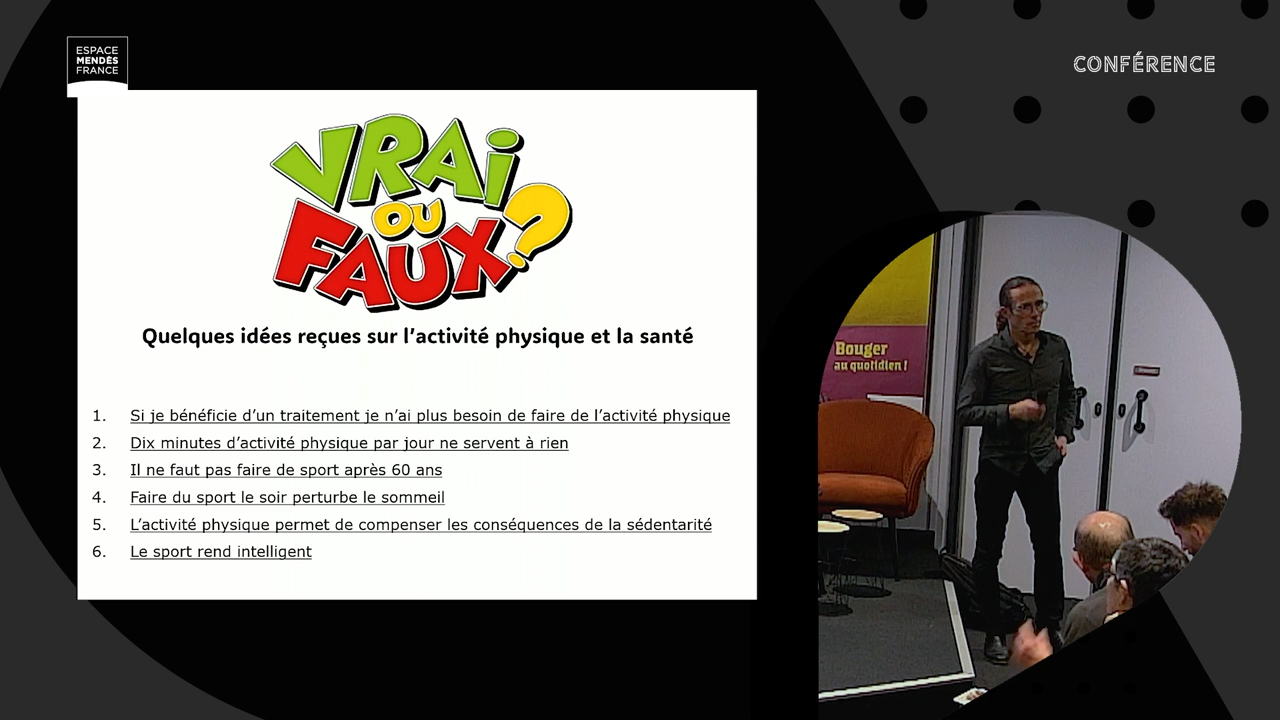 ESPACE
MENDÈS
FRANCE
CONFÉRENCE
VRAi
OU
FAUX?
Quelques idées reçues sur l'activité physique et la santé
1. Si je bénéficie d'un traitement je n'ai plus besoin de faire de l'activité physique
2. Dix minutes d'activité physique par jour ne servent à rien
3. Il ne faut pas faire de sport après 60 ans
4. Faire du sport le soir perturbe le sommeil
5. L'activité physique permet de compenser les conséquences de la sédentarité
6. Le sport rend intelligent
Bouger
au quotidien !